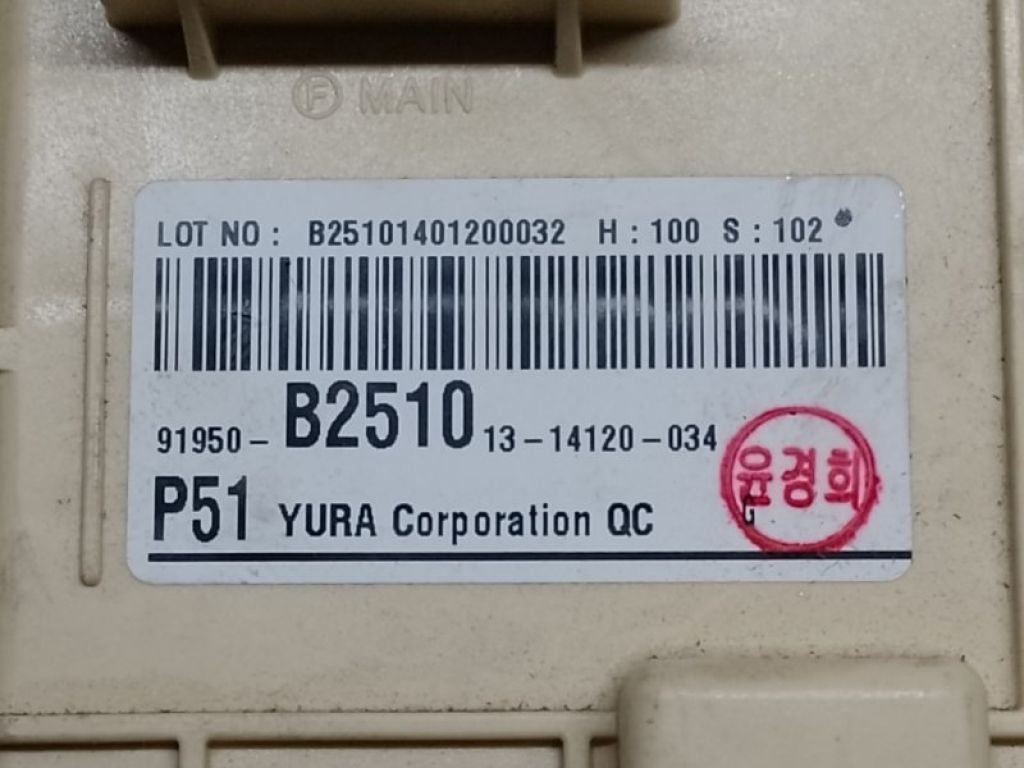 Ⓕ MAIN
LOT NO : B25101401200032 H : 100 S : 102
91950 - B2510 13 - 14120 - 034
P51 YURA Corporation QC G
윤경희